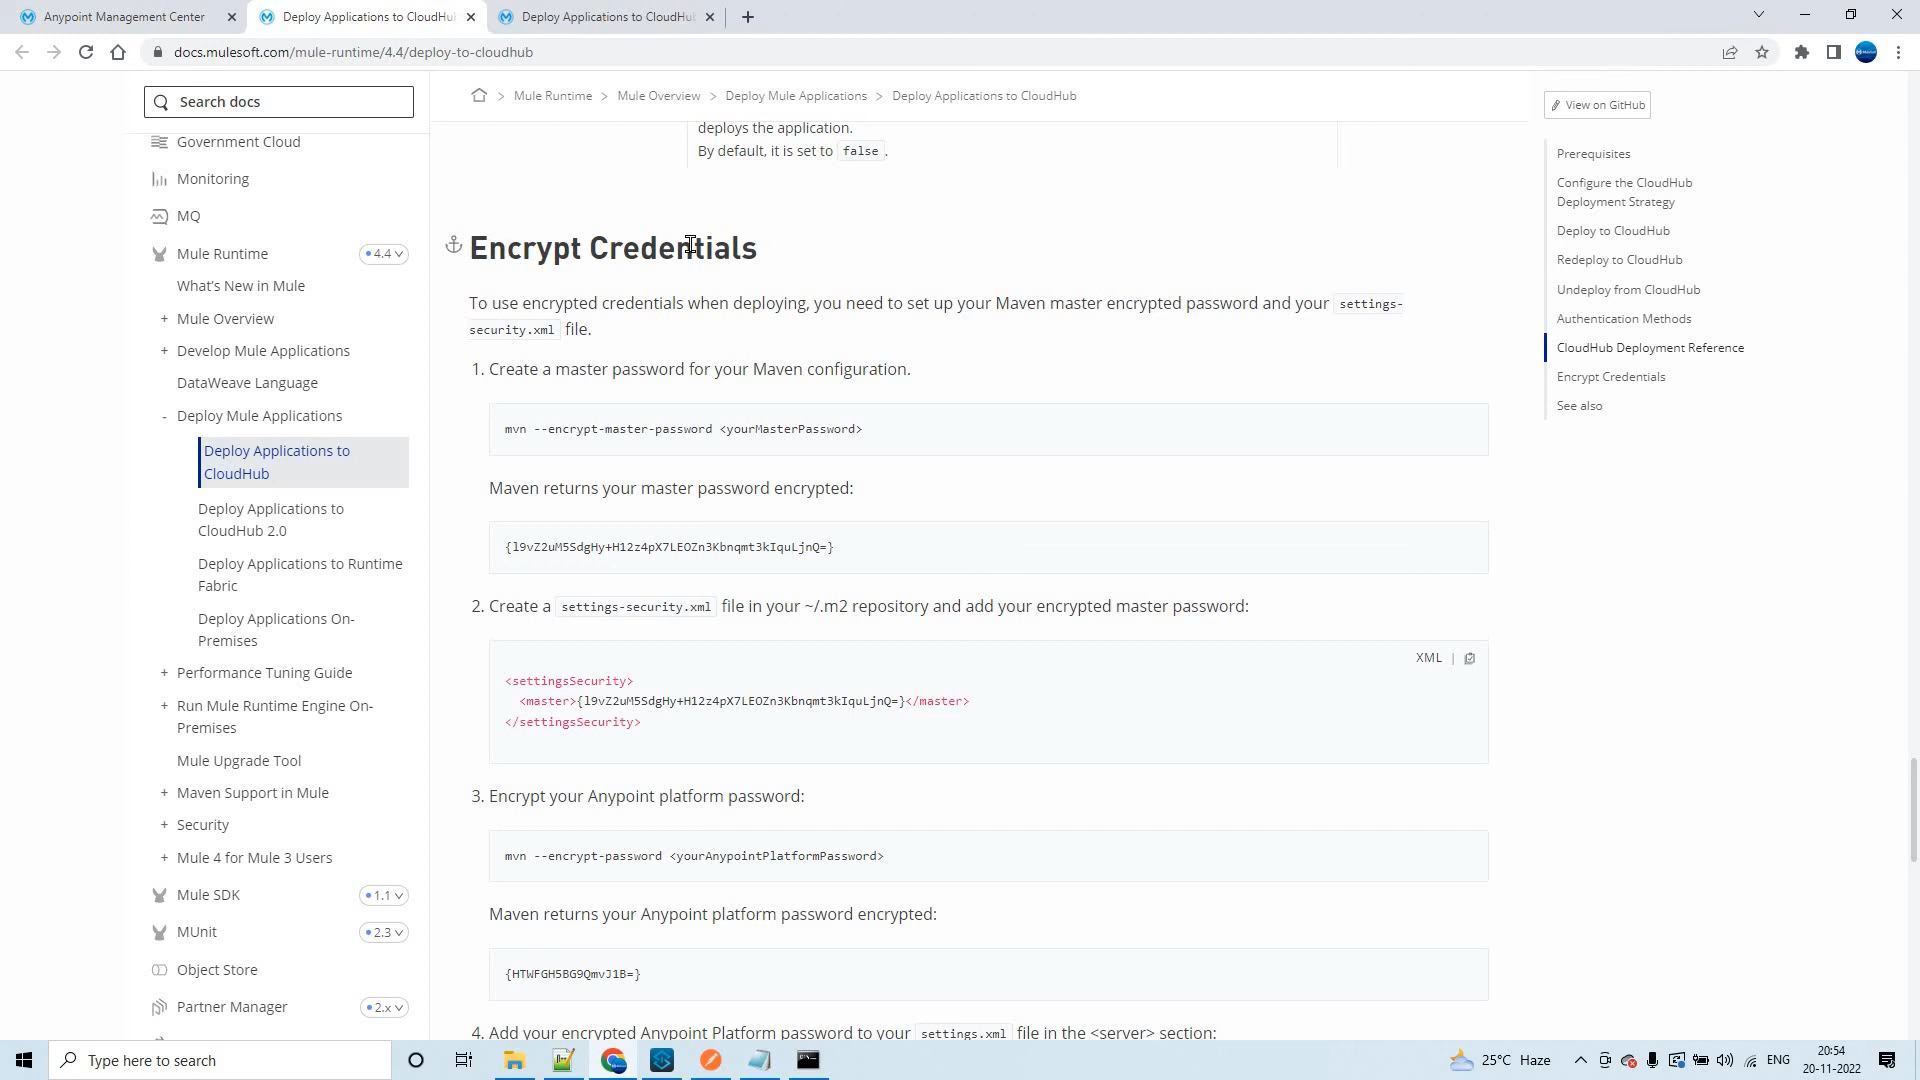 Anypoint Management Center
Deploy Applications to CloudHu
Deploy Applications to CloudHu
docs.mulesoft.com/mule-runtime/4.4/deploy-to-cloudhub
Search docs
Government Cloud
Monitoring
MQ
Mule Runtime
4.4
What's New in Mule
+ Mule Overview
+ Develop Mule Applications
DataWeave Language
- Deploy Mule Applications
Deploy Applications to
CloudHub
Deploy Applications to
CloudHub 2.0
Deploy Applications to Runtime
Fabric
Deploy Applications On-
Premises
+ Performance Tuning Guide
+ Run Mule Runtime Engine On-
Premises
Mule Upgrade Tool
+ Maven Support in Mule
+ Security
+ Mule 4 for Mule 3 Users
Mule SDK
1.1
MUnit
2.3
Object Store
Partner Manager
2.x
> Mule Runtime > Mule Overview > Deploy Mule Applications > Deploy Applications to CloudHub
deploys the application.
By default, it is set to false .
Encrypt Credentials
To use encrypted credentials when deploying, you need to set up your Maven master encrypted password and your settings-
security.xml file.
1. Create a master password for your Maven configuration.
mvn --encrypt-master-password <yourMasterPassword>
Maven returns your master password encrypted:
{l9vZ2uM5SdgHy+H12z4pX7LEOZn3Kbnqmt3kIquLjnQ=}
2. Create a settings-security.xml file in your ~/.m2 repository and add your encrypted master password:
XML |
<settingsSecurity>
<master>{l9vZ2uM5SdgHy+H12z4pX7LEOZn3Kbnqmt3kIquLjnQ=}</master>
</settingsSecurity>
3. Encrypt your Anypoint platform password:
mvn --encrypt-password <yourAnypointPlatformPassword>
Maven returns your Anypoint platform password encrypted:
{HTWFGH5BG9QmvJ1B=}
4. Add your encrypted Anypoint Platform password to your settings.xml file in the <server> section:
View on GitHub
Prerequisites
Configure the CloudHub
Deployment Strategy
Deploy to CloudHub
Redeploy to CloudHub
Undeploy from CloudHub
Authentication Methods
CloudHub Deployment Reference
Encrypt Credentials
See also
Type here to search
25°C Haze
ENG
20:54
20-11-2022